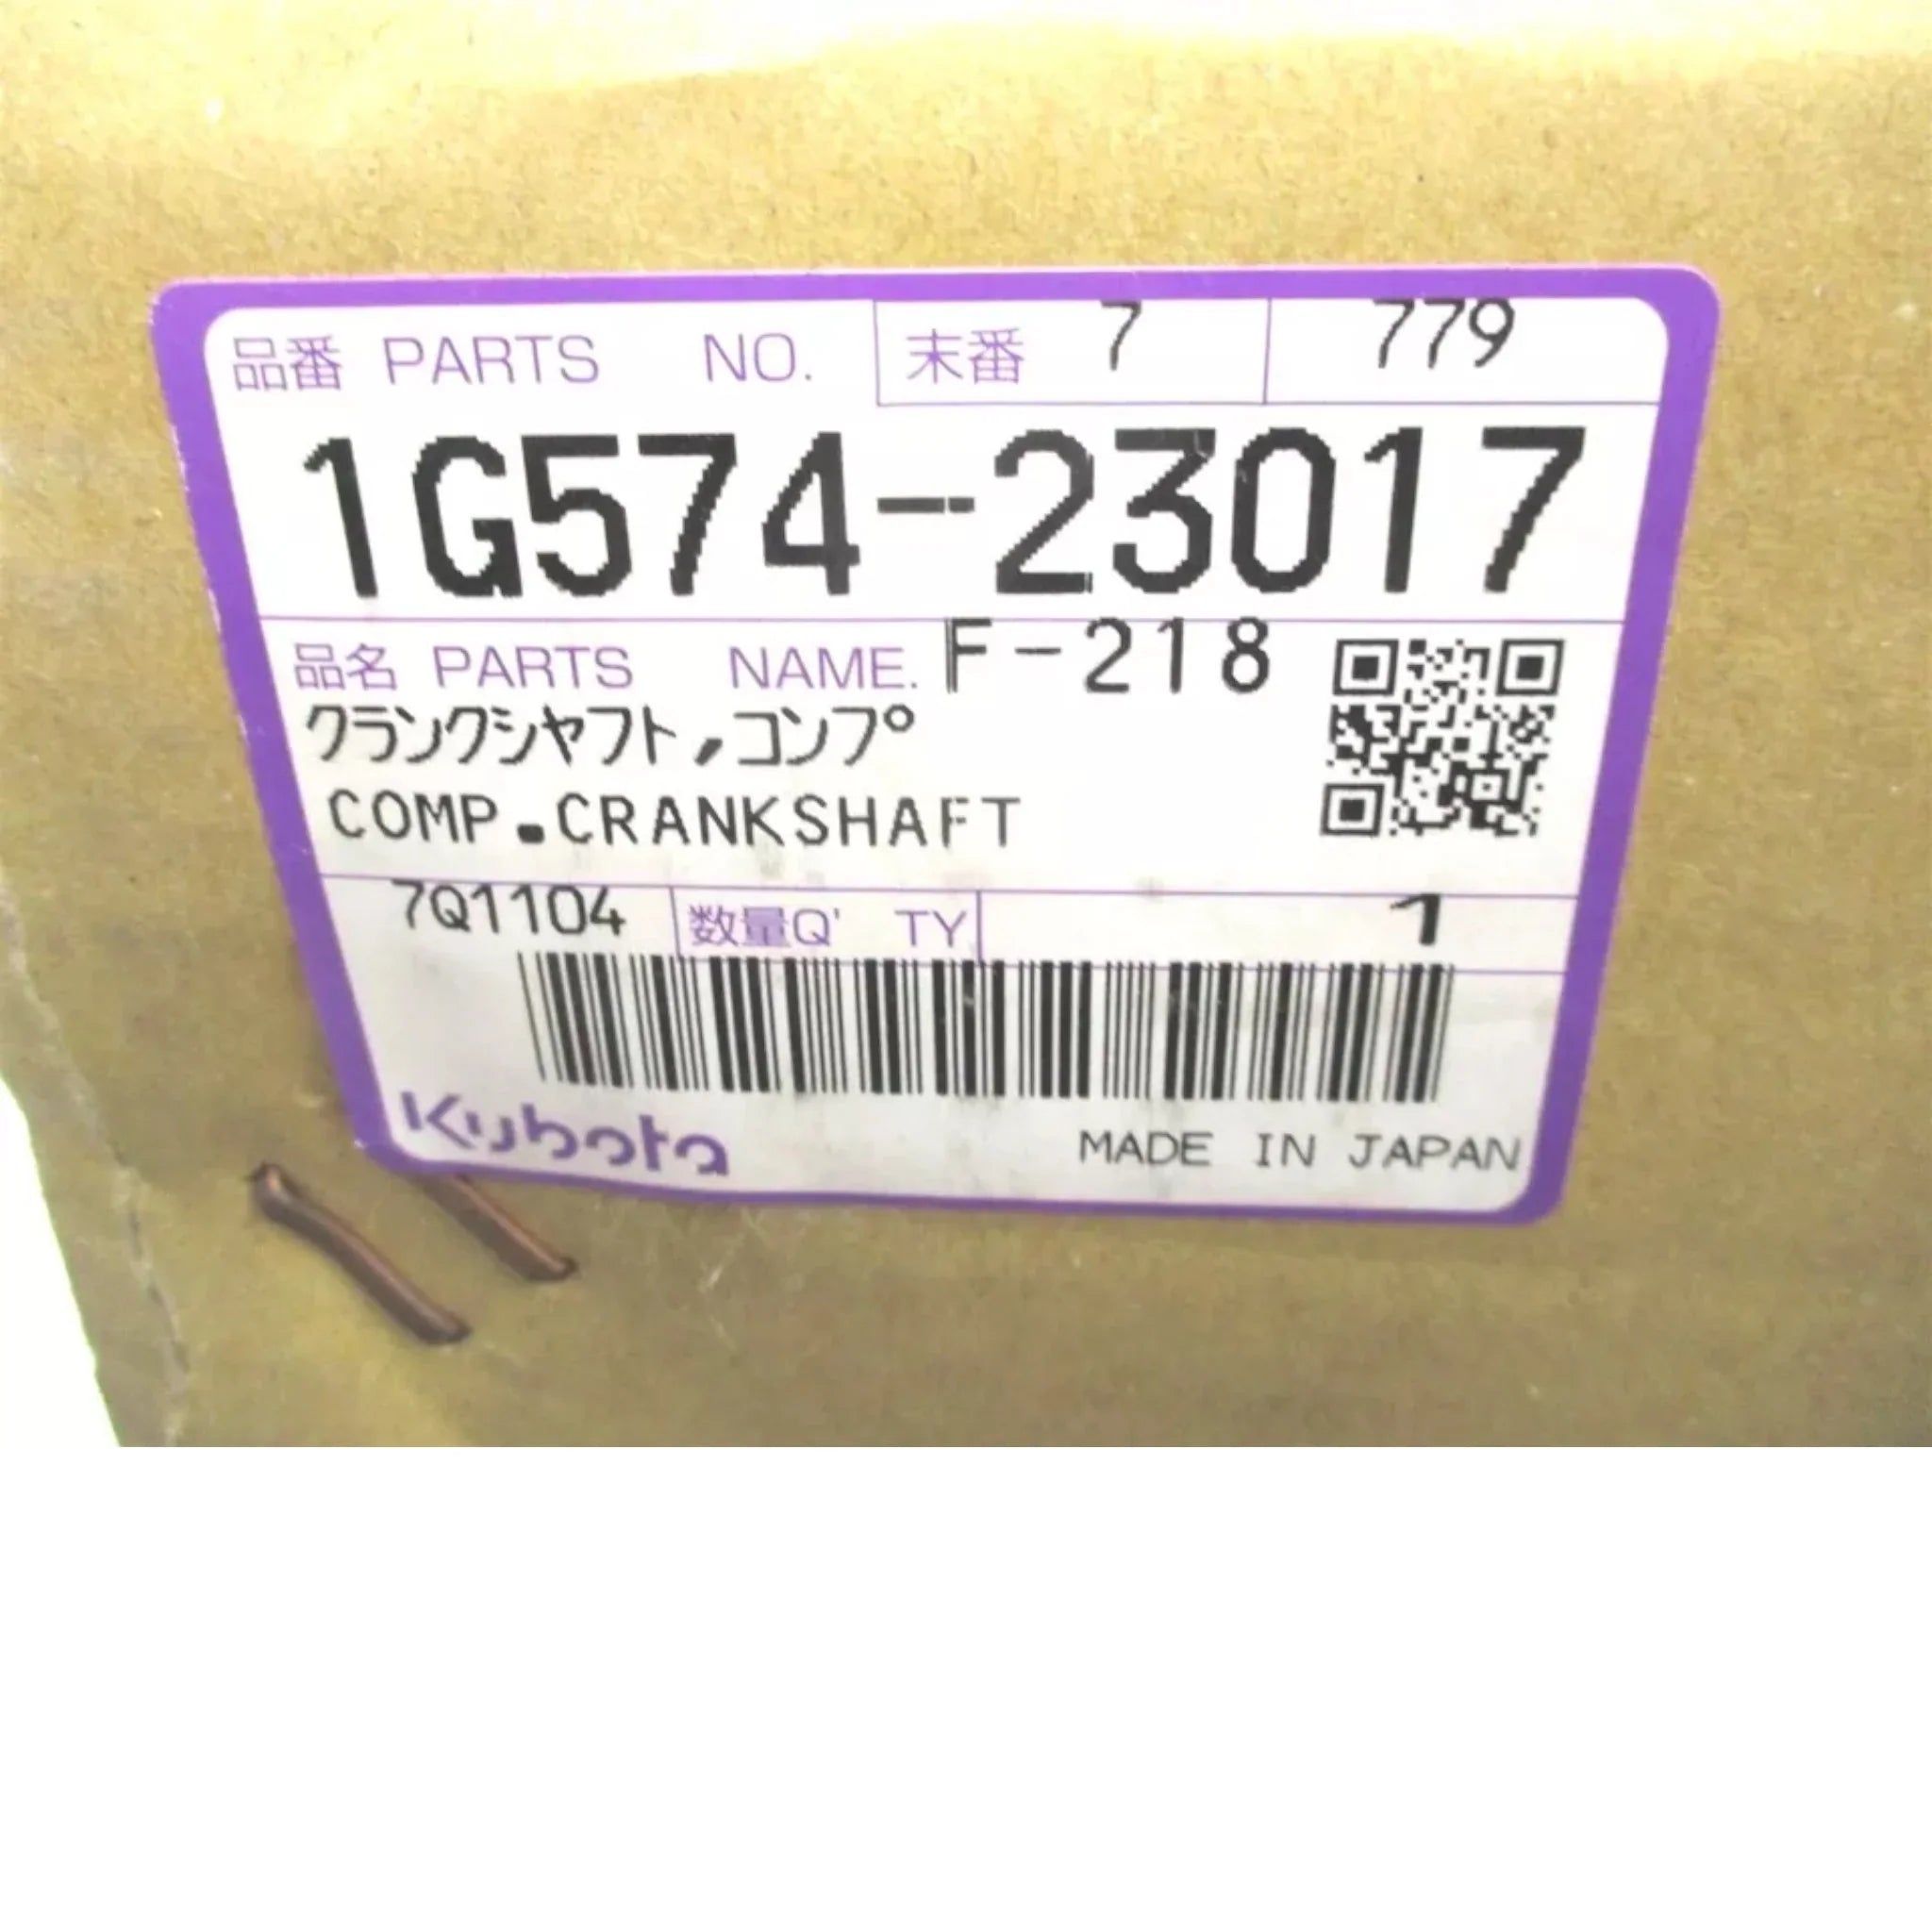 品番 PARTS NO. 末番 7 779
1G574-23017
品名 PARTS NAME. F-218
クランクシャフト,コンプ
COMP.CRANKSHAFT
7Q1104 数量Q'TY 1
Kubota MADE IN JAPAN